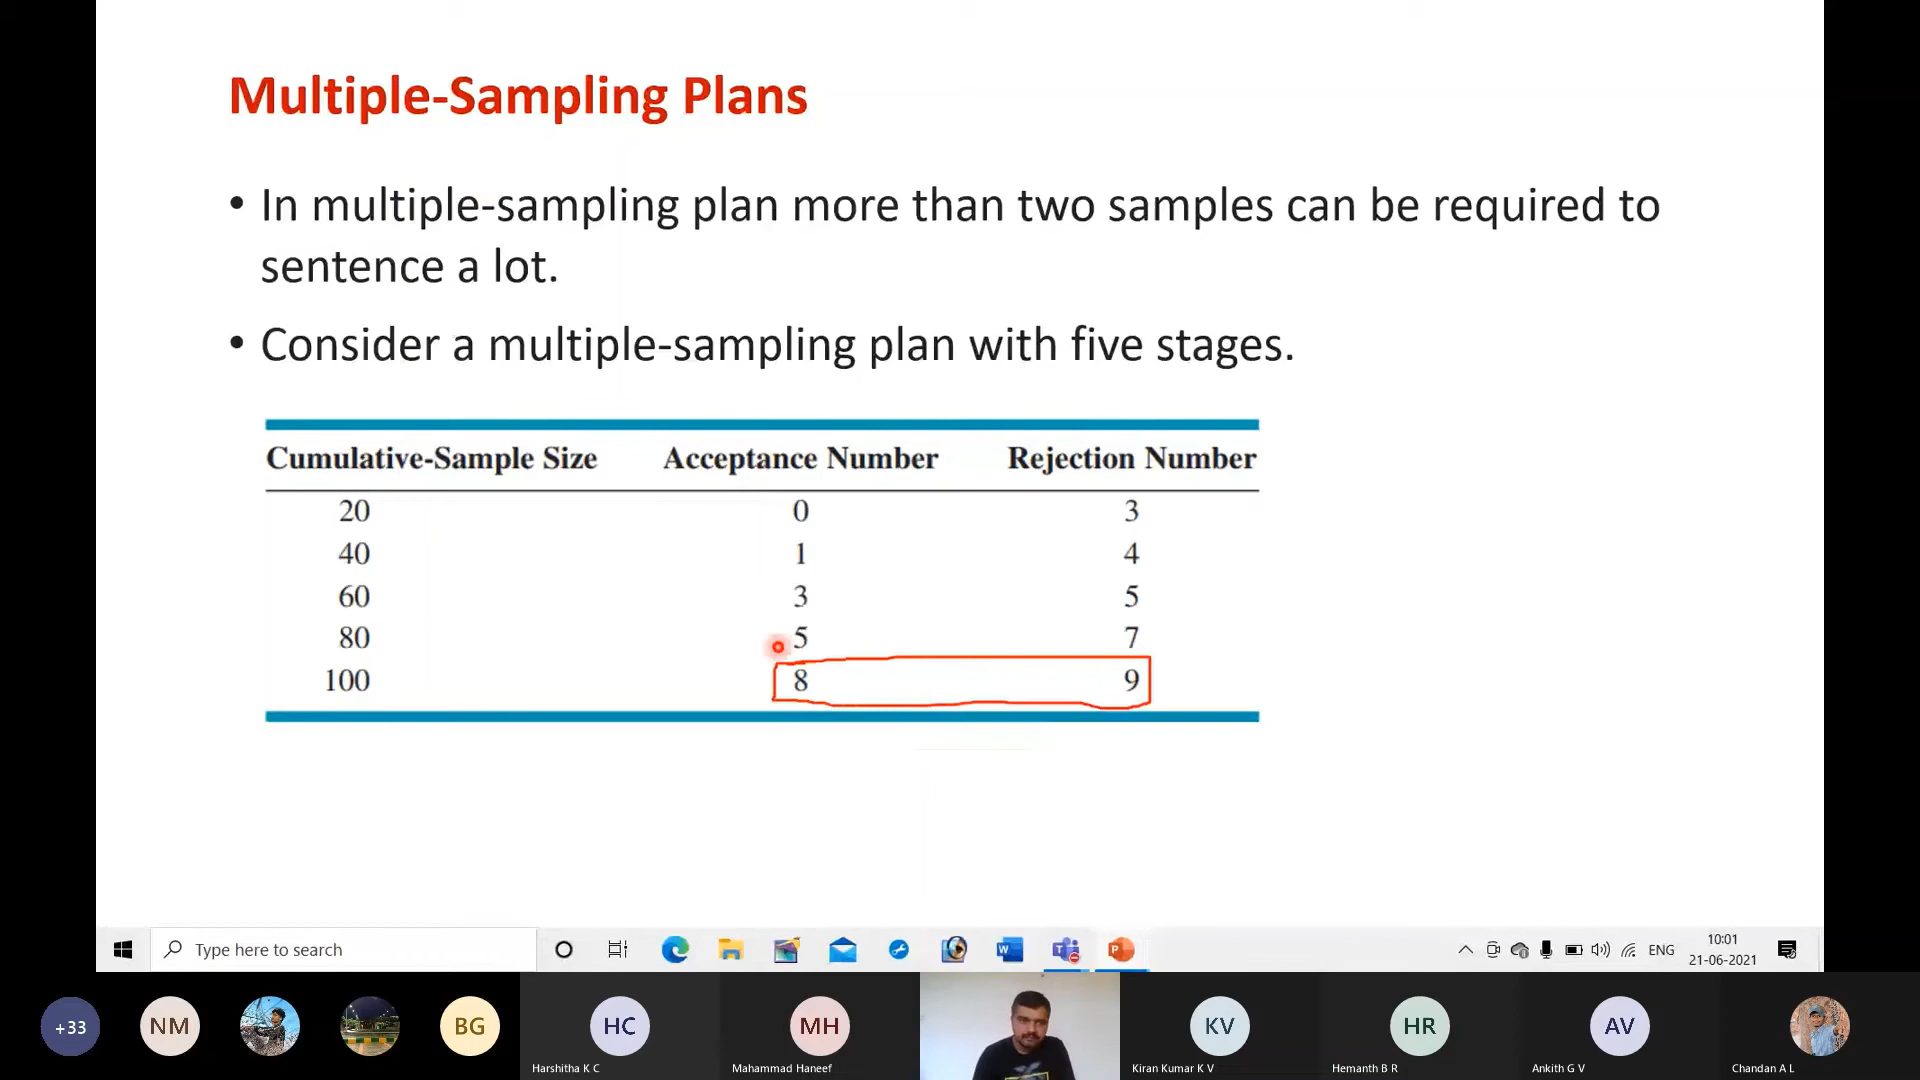 Multiple-Sampling Plans
• In multiple-sampling plan more than two samples can be required to
sentence a lot.
• Consider a multiple-sampling plan with five stages.
Cumulative-Sample Size Acceptance Number Rejection Number
20 0 3
40 1 4
60 3 5
80 5 7
100 8 9
Type here to search
ENG
10:01
21-06-2021
+33
NM
BG
HC
MH
KV
HR
AV
Harshitha K C
Mahammad Haneef
Kiran Kumar K V
Hemanth B R
Ankith G V
Chandan A L